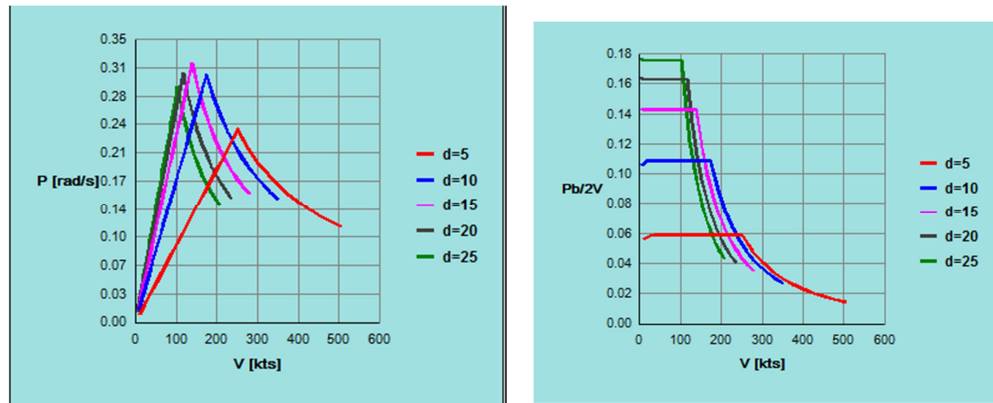 0.35
0.31
0.28
0.24
0.21
0.17
0.14
0.10
0.07
0.03
0.00
P [rad/s]
0 100 200 300 400 500 600
V [kts]
d=5
d=10
d=15
d=20
d=25
0.18
0.16
0.14
0.12
0.10
0.08
0.06
0.04
0.02
0.00
Pb/2V
0 100 200 300 400 500 600
V [kts]
d=5
d=10
d=15
d=20
d=25